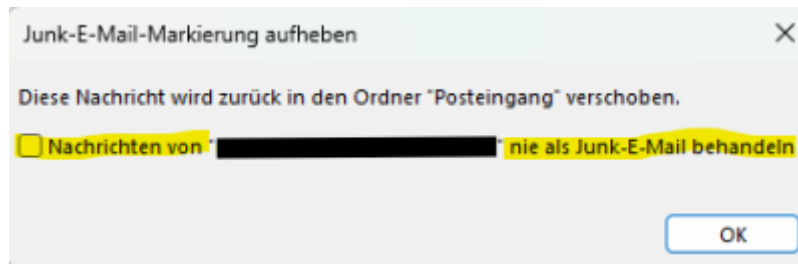 Junk-E-Mail-Markierung aufheben
Diese Nachricht wird zurück in den Ordner "Posteingang" verschoben.
Nachrichten von " " nie als Junk-E-Mail behandeln
OK